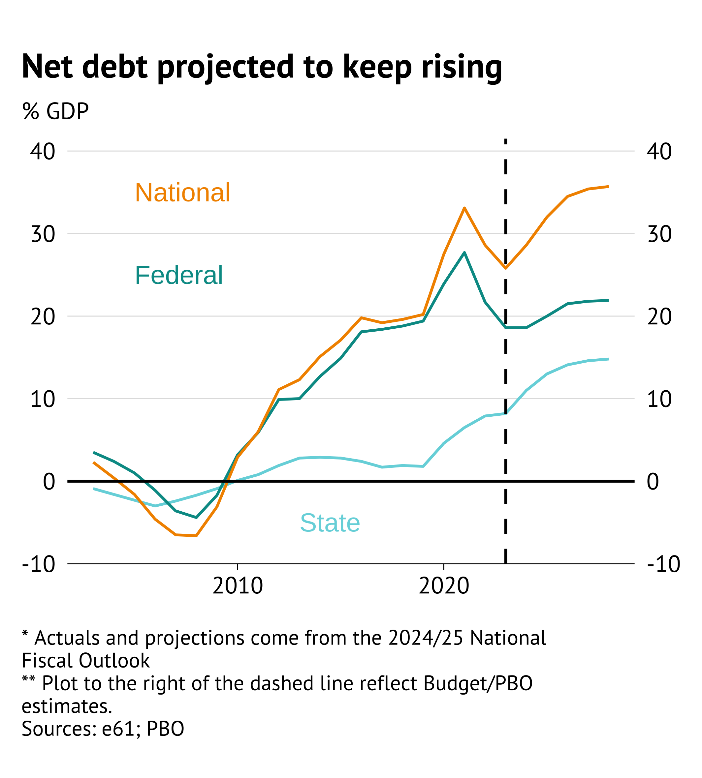 Net debt projected to keep rising
% GDP
40 40
National
30 30
Federal
20 20
10 10
0 0
State
-10 -10
2010 2020
* Actuals and projections come from the 2024/25 National
Fiscal Outlook
** Plot to the right of the dashed line reflect Budget/PBO
estimates.
Sources: e61; PBO